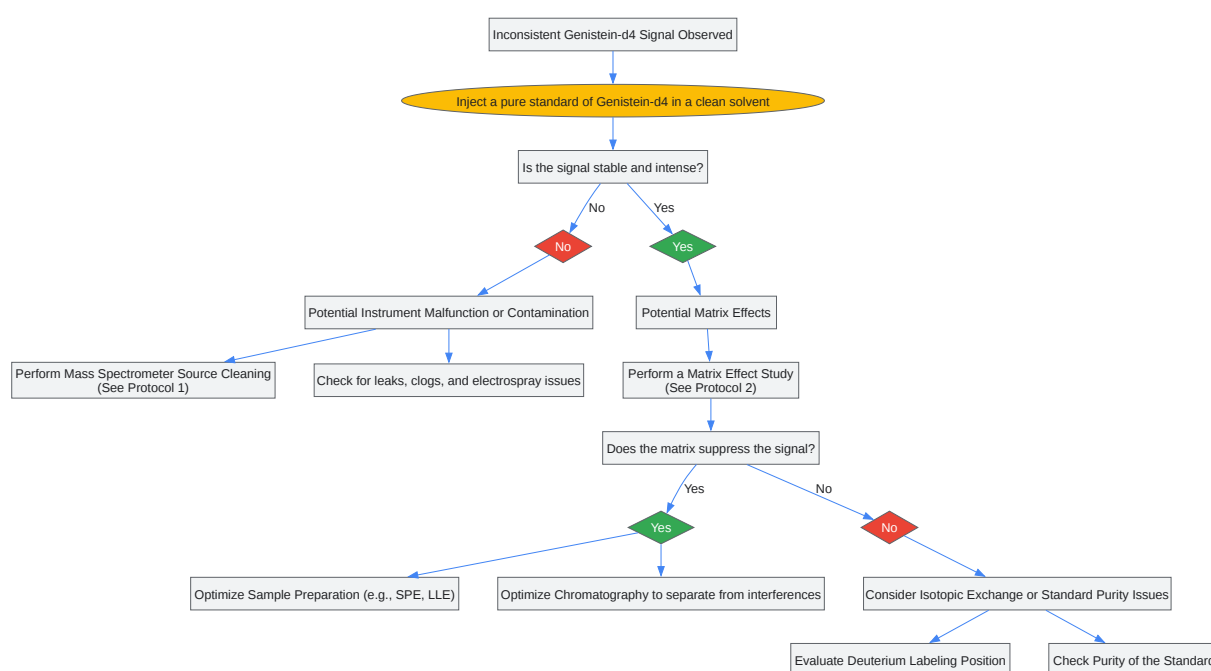 Inconsistent Genistein-d4 Signal Observed
Inject a pure standard of Genistein-d4 in a clean solvent
Is the signal stable and intense?
No
Yes
No
Yes
Potential Instrument Malfunction or Contamination
Potential Matrix Effects
Perform Mass Spectrometer Source Cleaning
(See Protocol 1)
Check for leaks, clogs, and electrospray issues
Perform a Matrix Effect Study
(See Protocol 2)
Does the matrix suppress the signal?
Yes
No
Yes
No
Optimize Sample Preparation (e.g., SPE, LLE)
Optimize Chromatography to separate from interferences
Consider Isotopic Exchange or Standard Purity Issues
Evaluate Deuterium Labeling Position
Check Purity of the Standard